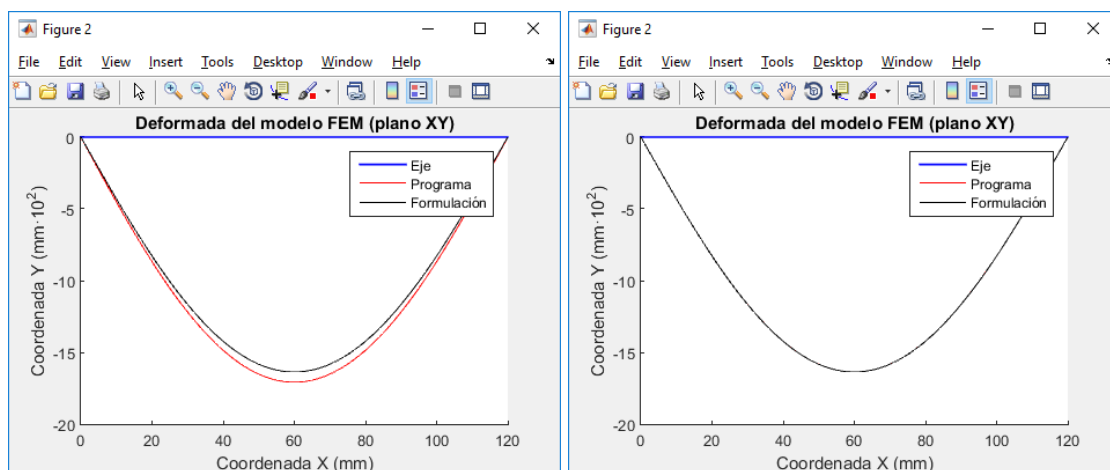 Figure 2
File Edit View Insert Tools Desktop Window Help
Deformada del modelo FEM (plano XY)
Eje
Programa
Formulación
0
-5
-10
-15
-20
Coordenada Y (mm·10²)
0 20 40 60 80 100 120
Coordenada X (mm)
Figure 2
File Edit View Insert Tools Desktop Window Help
Deformada del modelo FEM (plano XY)
Eje
Programa
Formulación
0
-5
-10
-15
-20
Coordenada Y (mm·10²)
0 20 40 60 80 100 120
Coordenada X (mm)